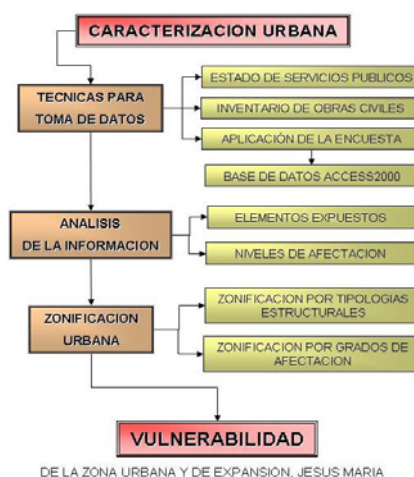 CARACTERIZACION URBANA
ESTADO DE SERVICIOS PUBLICOS
TECNICAS PARA
TOMA DE DATOS
INVENTARIO DE OBRAS CIVILES
APLICACIÓN DE LA ENCUESTA
BASE DE DATOS ACCESS2000
ANALISIS
DE LA INFORMACION
ELEMENTOS EXPUESTOS
NIVELES DE AFECTACION
ZONIFICACION
URBANA
ZONIFICACION POR TIPOLOGIAS
ESTRUCTURALES
ZONIFICACION POR GRADOS DE
AFECTACION
VULNERABILIDAD
DE LA ZONA URBANA Y DE EXPANSION, JESUS MARIA